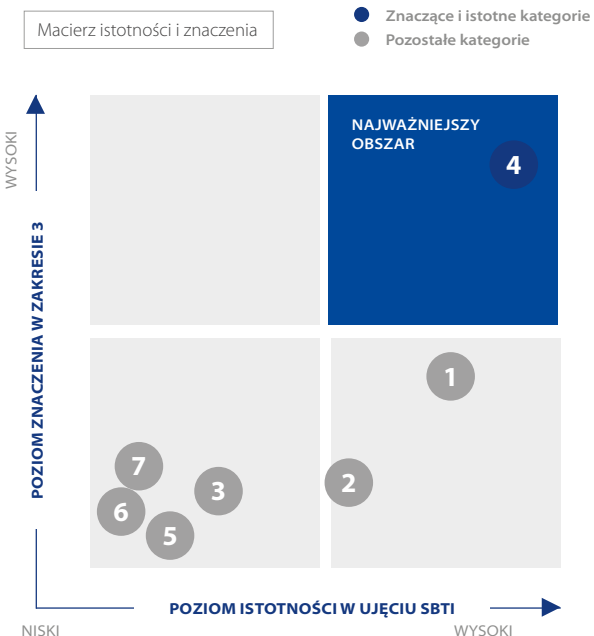 Macierz istotności i znaczenia
Znaczące i istotne kategorie
Pozostałe kategorie
WYSOKI
POZIOM ZNACZENIA W ZAKRESIE 3
NAJWAŻNIEJSZY
OBSZAR
4
1
7
3
2
6
5
POZIOM ISTOTNOŚCI W UJĘCIU SBTI
NISKI
WYSOKI